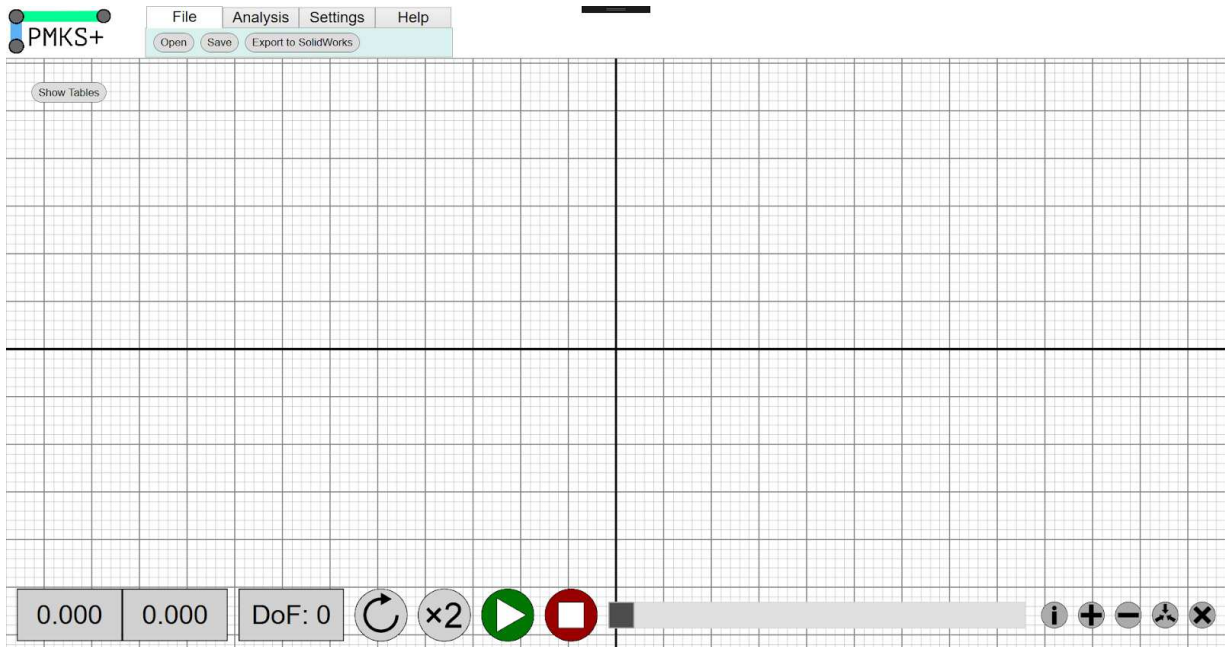 PMKS+
File Analysis Settings Help
Open Save Export to SolidWorks
Show Tables
0.000 0.000 DoF: 0 ×2